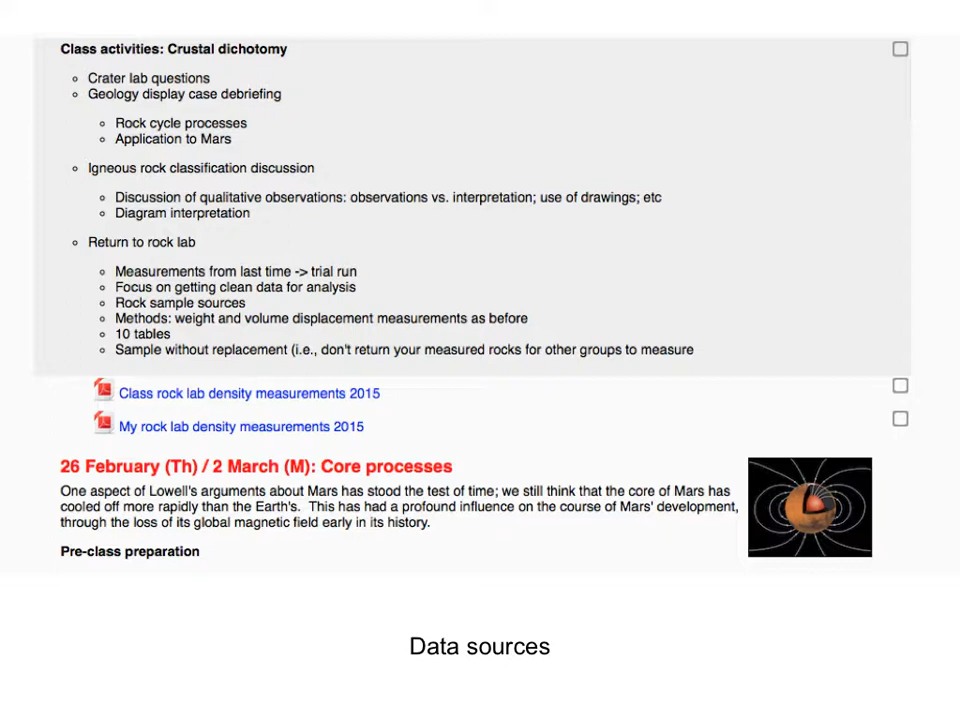 Class activities: Crustal dichotomy
Crater lab questions
Geology display case debriefing
Rock cycle processes
Application to Mars
Igneous rock classification discussion
Discussion of qualitative observations: observations vs. interpretation; use of drawings; etc
Diagram interpretation
Return to rock lab
Measurements from last time -> trial run
Focus on getting clean data for analysis
Rock sample sources
Methods: weight and volume displacement measurements as before
10 tables
Sample without replacement (i.e., don't return your measured rocks for other groups to measure
Class rock lab density measurements 2015
My rock lab density measurements 2015
26 February (Th) / 2 March (M): Core processes
One aspect of Lowell's arguments about Mars has stood the test of time; we still think that the core of Mars has
cooled off more rapidly than the Earth's.  This has had a profound influence on the course of Mars' development,
through the loss of its global magnetic field early in its history.
Pre-class preparation
Data sources